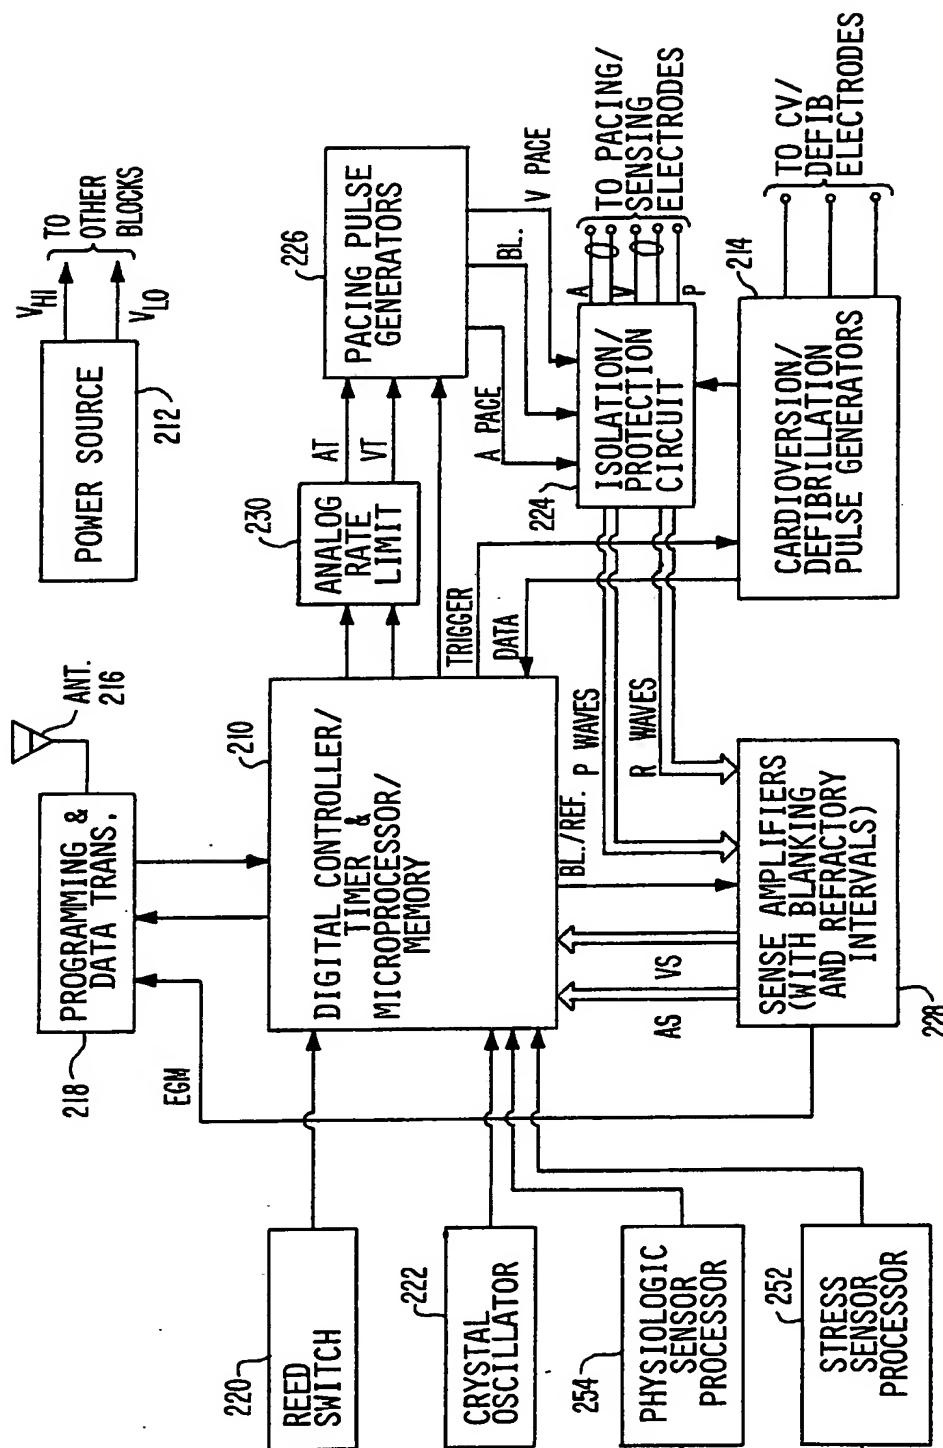 POWER SOURCE
212
VHI
VLO
TO
OTHER
BLOCKS
ANT.
216
PROGRAMMING &
DATA TRANS.
218
EGM
REED
SWITCH
220
CRYSTAL
OSCILLATOR
222
PHYSIOLOGIC
SENSOR
PROCESSOR
254
STRESS
SENSOR
PROCESSOR
252
DIGITAL CONTROLLER/
TIMER
&
MICROPROCESSOR/
MEMORY
210
ANALOG
RATE
LIMIT
230
AT
VT
PACING PULSE
GENERATORS
226
A PACE
BL.
V PACE
TRIGGER
DATA
ISOLATION/
PROTECTION
CIRCUIT
224
A
V
P
TO PACING/
SENSING
ELECTRODES
P WAVES
R WAVES
BL./REF.
AS
VS
SENSE AMPLIFIERS
(WITH BLANKING
AND REFRACTORY
INTERVALS)
228
CARDIOVERSION/
DEFIBRILLATION
PULSE GENERATORS
214
TO CV/
DEFIB
ELECTRODES